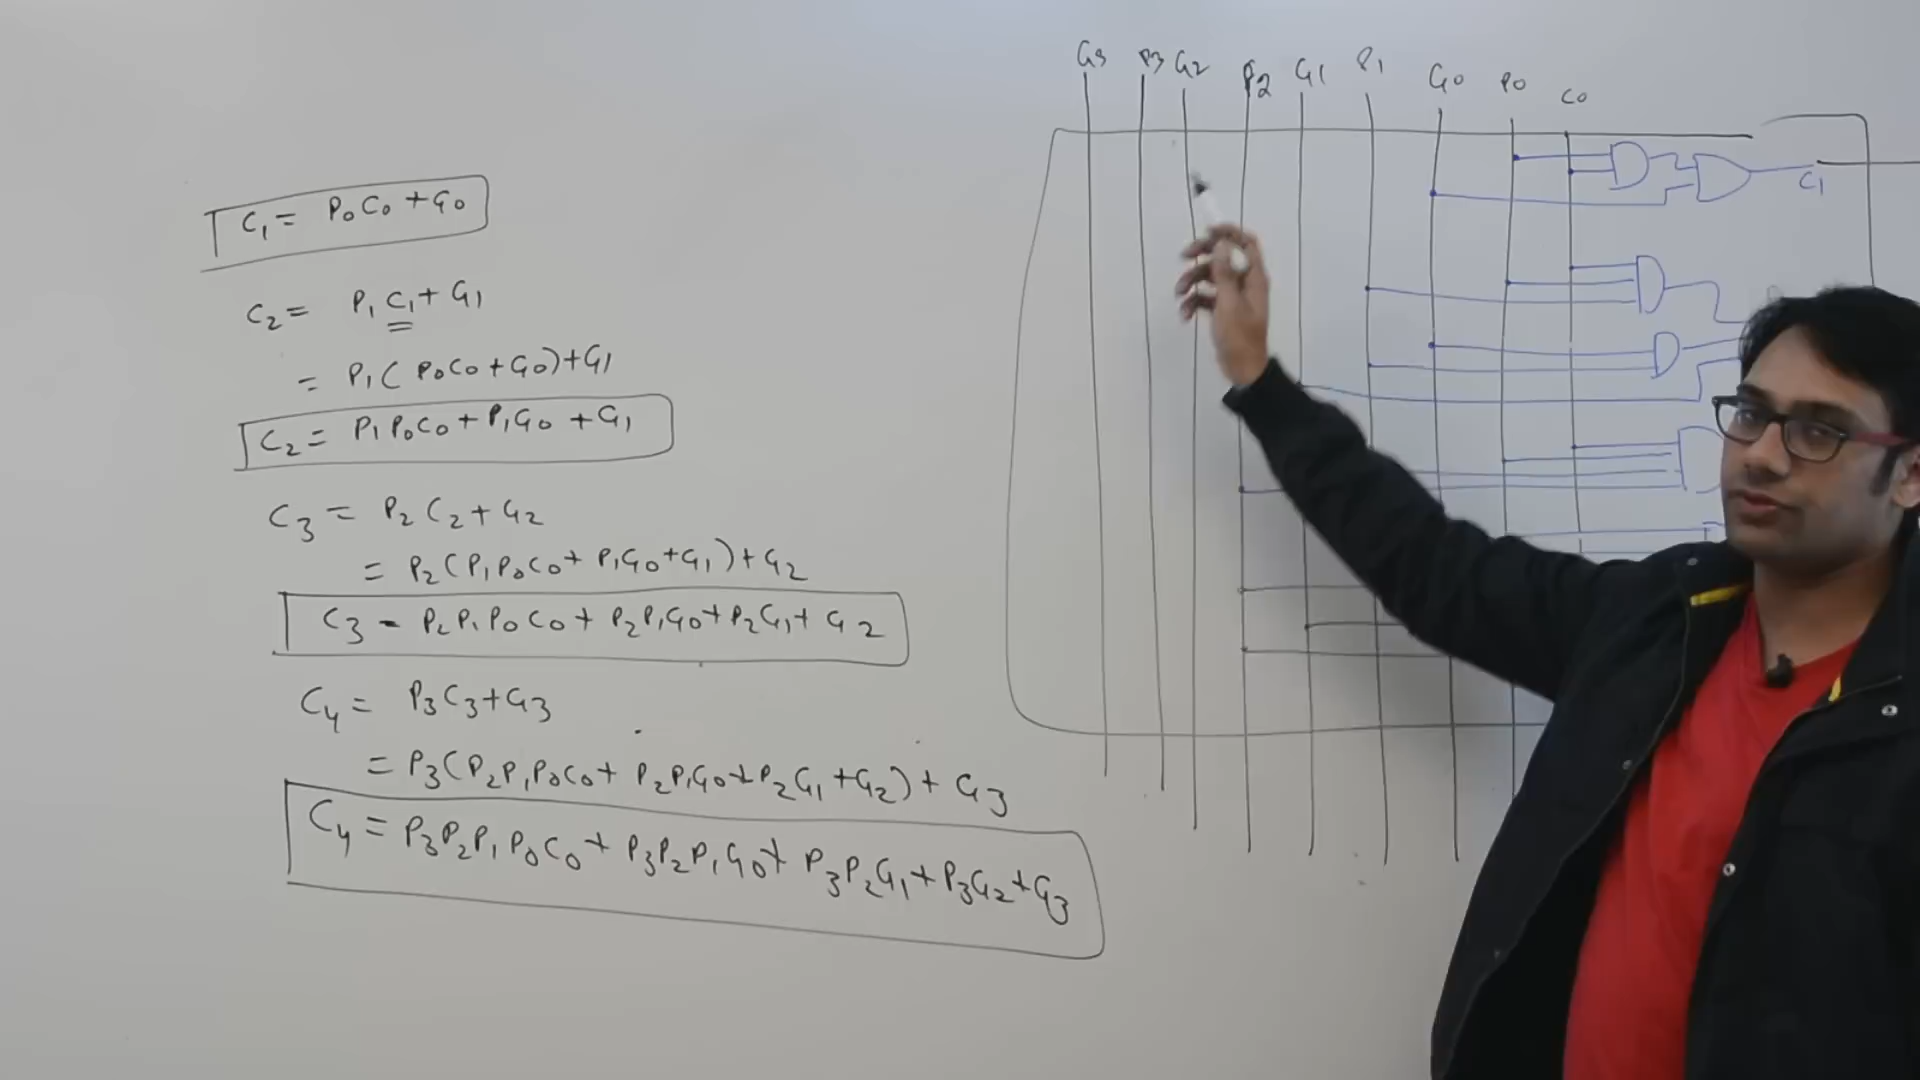 G3 P3 G2 P2 G1 P1 G0 P0 C0
C1
C₁ = P₀C₀ + G₀
C₂ = P₁C₁ + G₁
= P₁(P₀C₀ + G₀) + G₁
C₂ = P₁P₀C₀ + P₁G₀ + G₁
C₃ = P₂C₂ + G₂
= P₂(P₁P₀C₀ + P₁G₀ + G₁) + G₂
C₃ = P₂P₁P₀C₀ + P₂P₁G₀ + P₂G₁ + G₂
C₄ = P₃C₃ + G₃
= P₃(P₂P₁P₀C₀ + P₂P₁G₀ + P₂G₁ + G₂) + G₃
C₄ = P₃P₂P₁P₀C₀ + P₃P₂P₁G₀ + P₃P₂G₁ + P₃G₂ + G₃